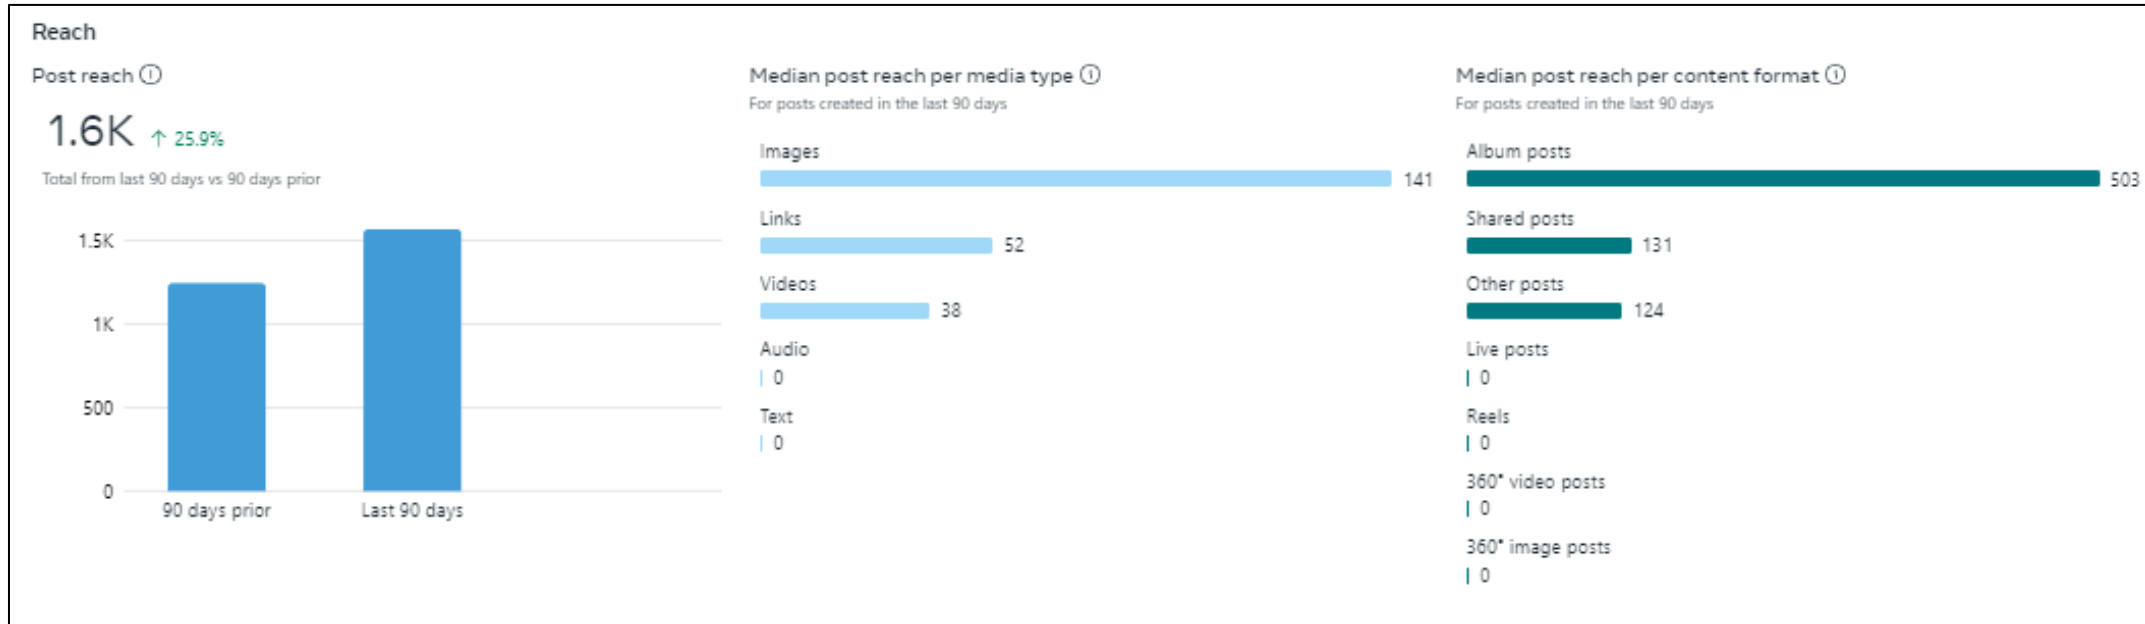 Reach
Post reach
1.6K ↑ 25.9%
Total from last 90 days vs 90 days prior
1.5K
1K
500
0
90 days prior
Last 90 days
Median post reach per media type
For posts created in the last 90 days
Images
141
Links
52
Videos
38
Audio
0
Text
0
Median post reach per content format
For posts created in the last 90 days
Album posts
503
Shared posts
131
Other posts
124
Live posts
0
Reels
0
360° video posts
0
360° image posts
0